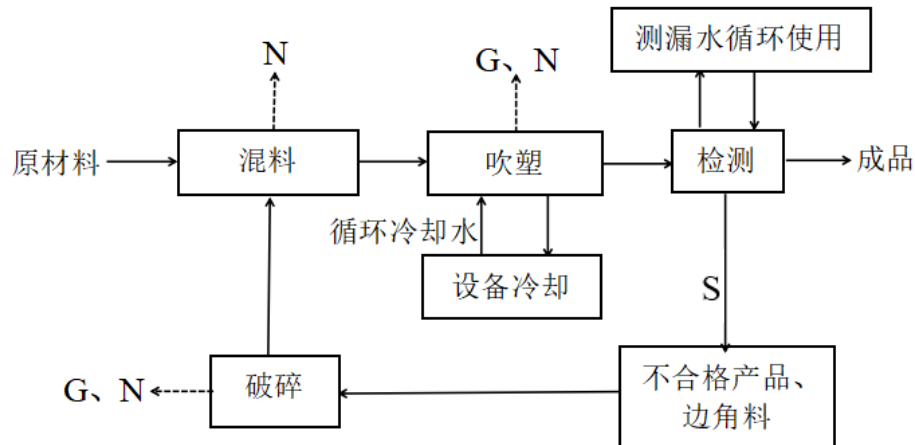 测漏水循环使用
N
G、N
原材料
混料
吹塑
检测
成品
循环冷却水
设备冷却
S
G、N
破碎
不合格产品、
边角料